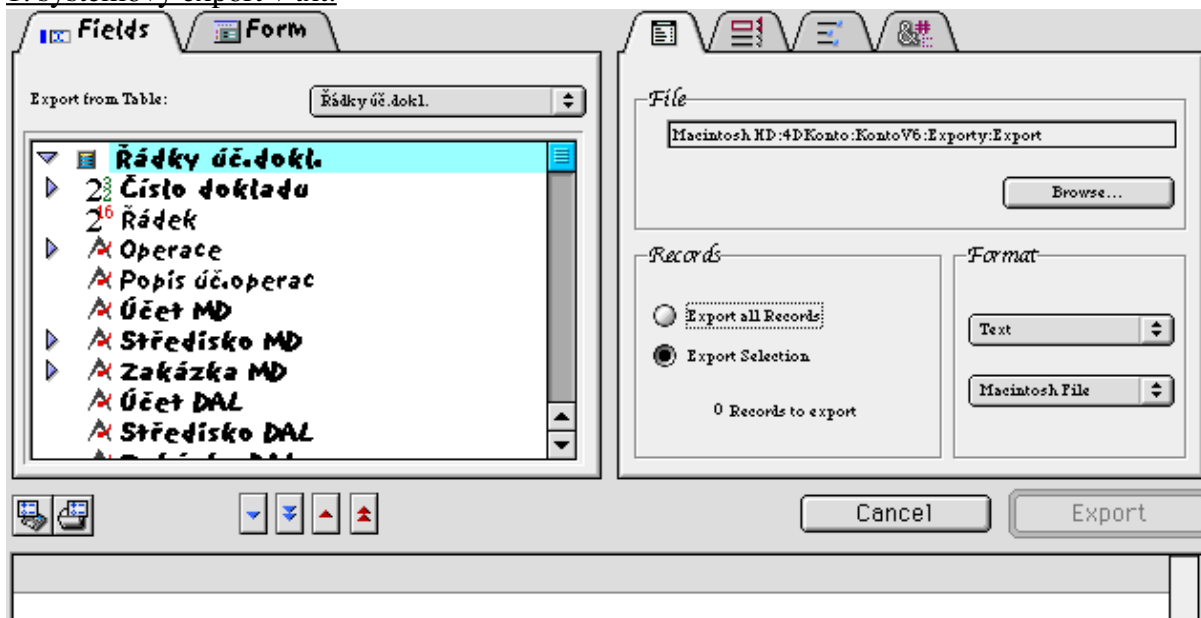 Fields Form
Export from Table: Řádky úč.dokl.
Řádky úč.dokl.
Číslo dokladu
Řádek
Operace
Popis úč.operac
Účet MD
Středisko MD
Zakázka MD
Účet DAL
Středisko DAL
File
Macintosh HD:4DKonto:KontoV6:Exporty:Export
Browse...
Records
Export all Records
Export Selection
0 Records to export
Format
Text
Macintosh File
Cancel Export